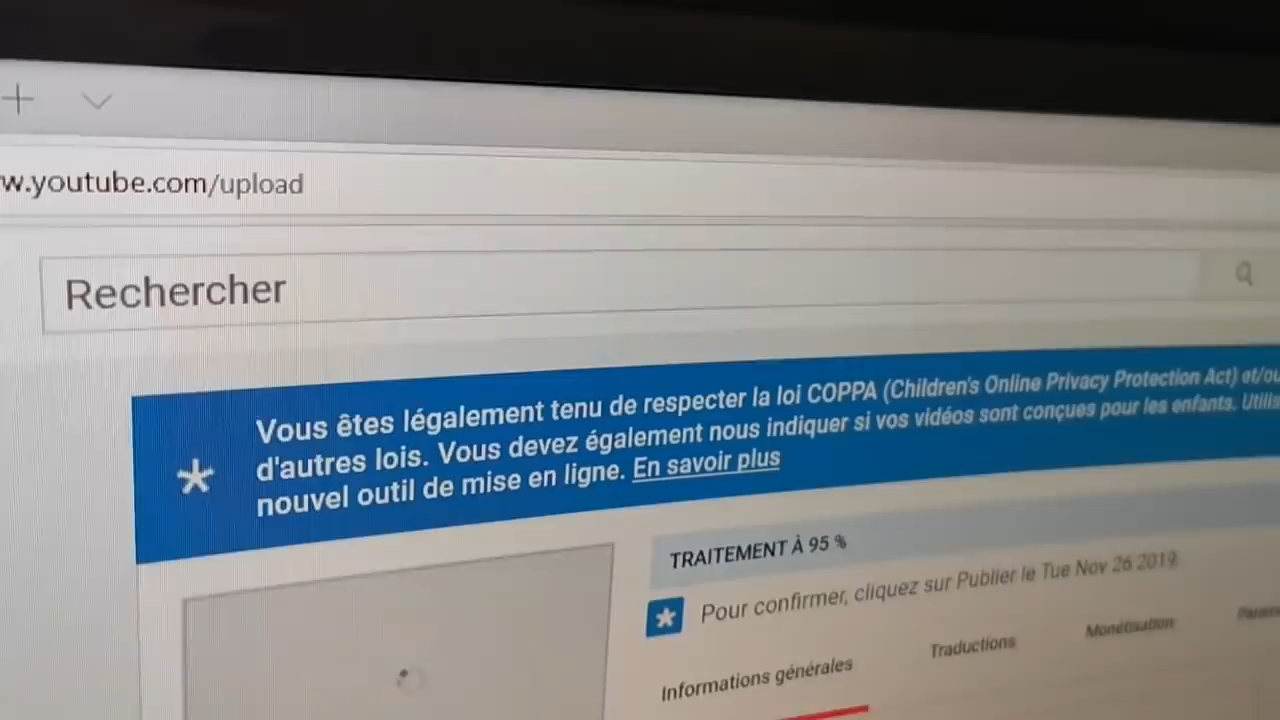 w.youtube.com/upload
Rechercher
Vous êtes légalement tenu de respecter la loi COPPA (Children's Online Privacy Protection Act) et/ou
d'autres lois. Vous devez également nous indiquer si vos vidéos sont conçues pour les enfants. Utilis
nouvel outil de mise en ligne. En savoir plus
TRAITEMENT À 95 %
Pour confirmer, cliquez sur Publier le Tue Nov 26 2019.
Informations générales Traductions Monétisation